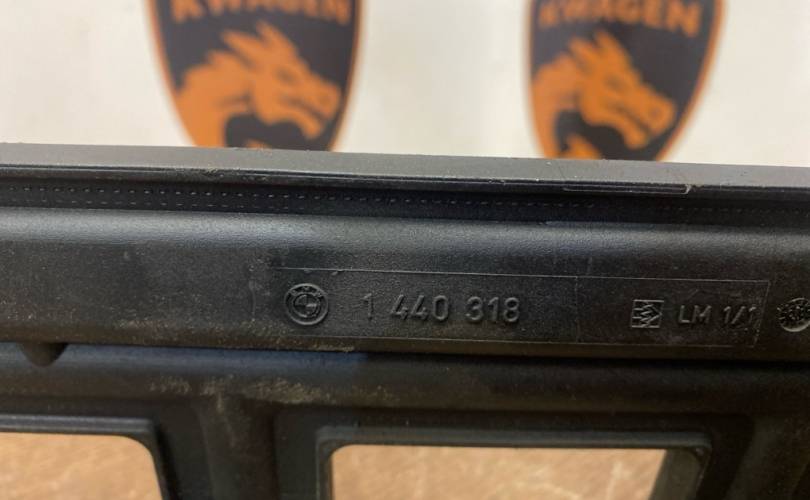 KWAGEN
KWAGEN
1 440 318
LM 1/1